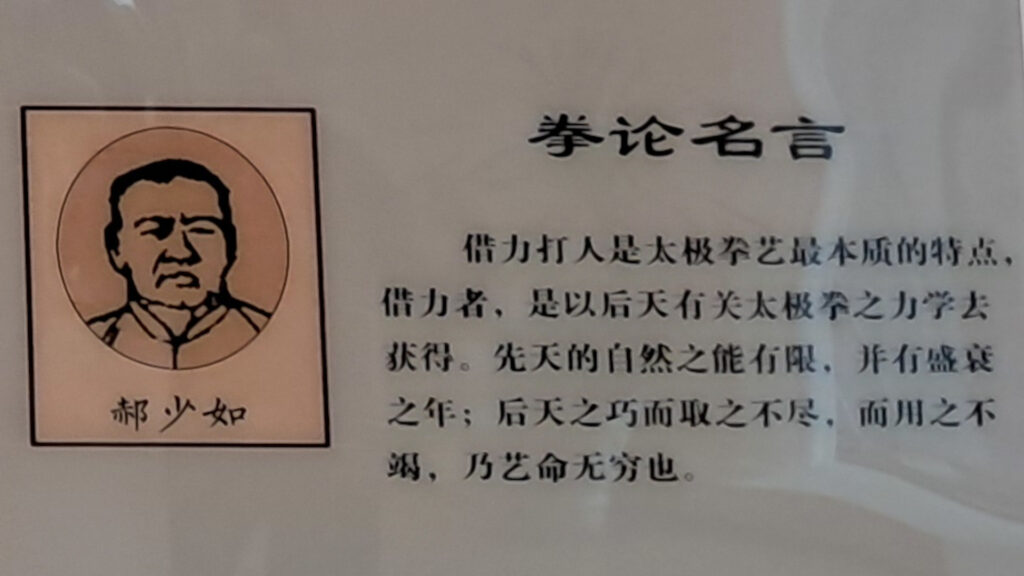 拳论名言
借力打人是太极拳艺最本质的特点,
借力者，是以后天有关太极拳之力学去
获得。先天的自然之能有限，并有盛衰
之年；后天之巧而取之不尽，而用之不
竭，乃艺命无穷也。
郝少如